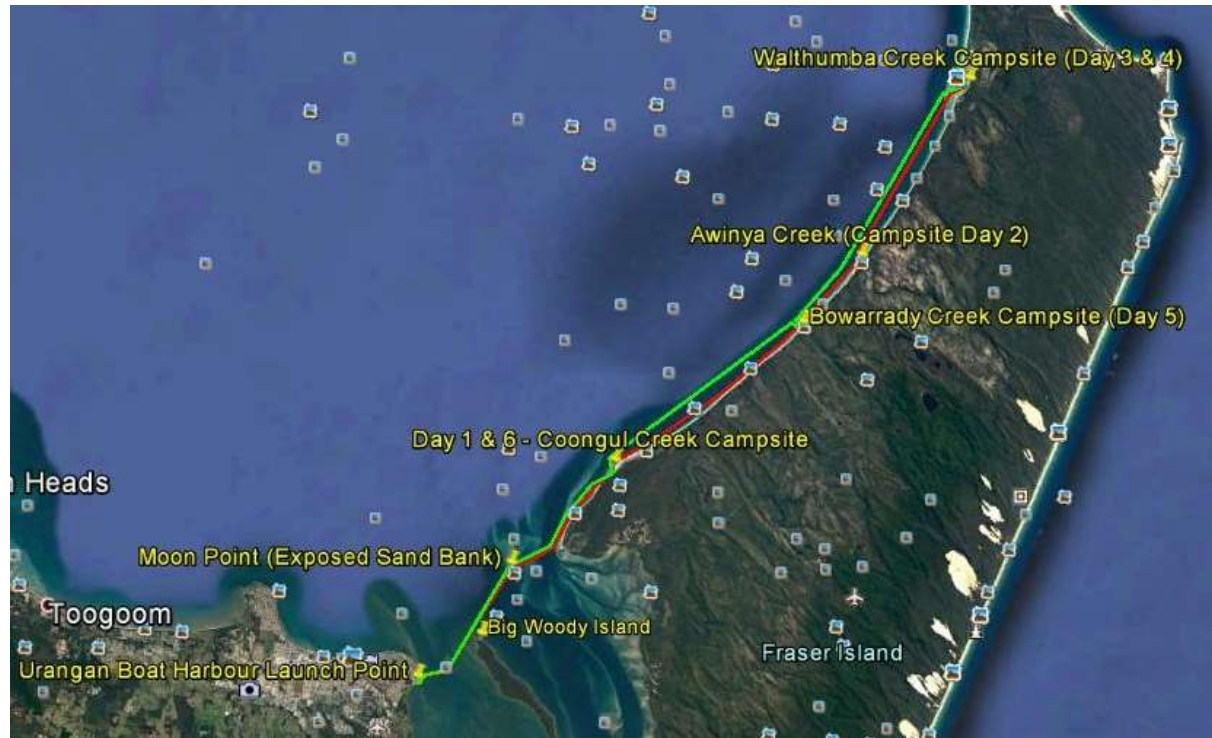 Walthumba Creek Campsite (Day 3 & 4)
Awinya Creek (Campsite Day 2)
Bowarrady Creek Campsite (Day 5)
Day 1 & 6 - Coongul Creek Campsite
Heads
Moon Point (Exposed Sand Bank)
Toogoom
Big Woody Island
Fraser Island
Urangan Boat Harbour Launch Point